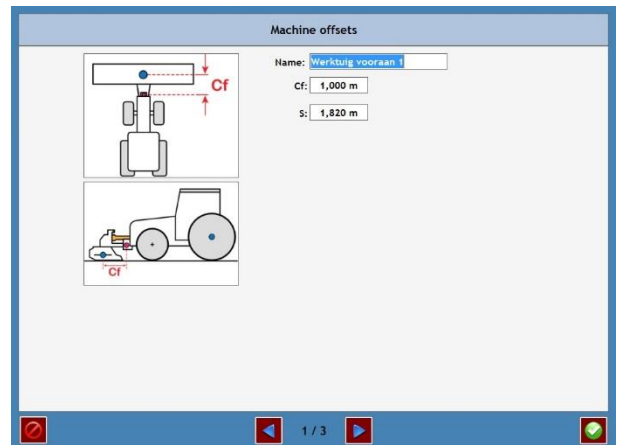 Machine offsets
Name: Werktuig vooraan 1
Cf
Cf: 1,000 m
S: 1,820 m
Cf
1 / 3